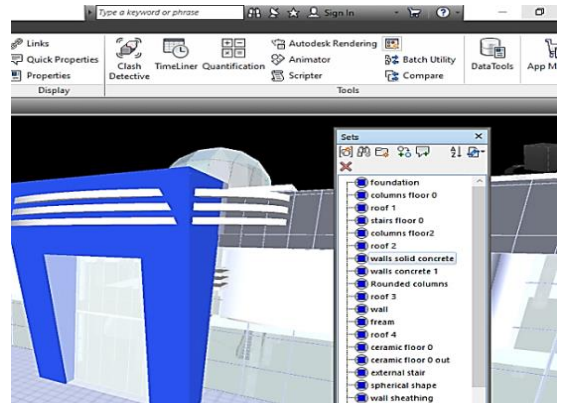 Type a keyword or phrase
Sign In
Links
Quick Properties
Properties
Display
Clash Detective
TimeLiner
Quantification
Autodesk Rendering
Animator
Scripter
Batch Utility
Compare
Tools
DataTools
App M
Sets
foundation
columns floor 0
roof 1
stairs floor 0
columns floor2
roof 2
walls solid concrete
walls concrete 1
Rounded columns
roof 3
wall
fream
roof 4
ceramic floor 0
ceramic floor 0 out
external stair
spherical shape
wall sheathing